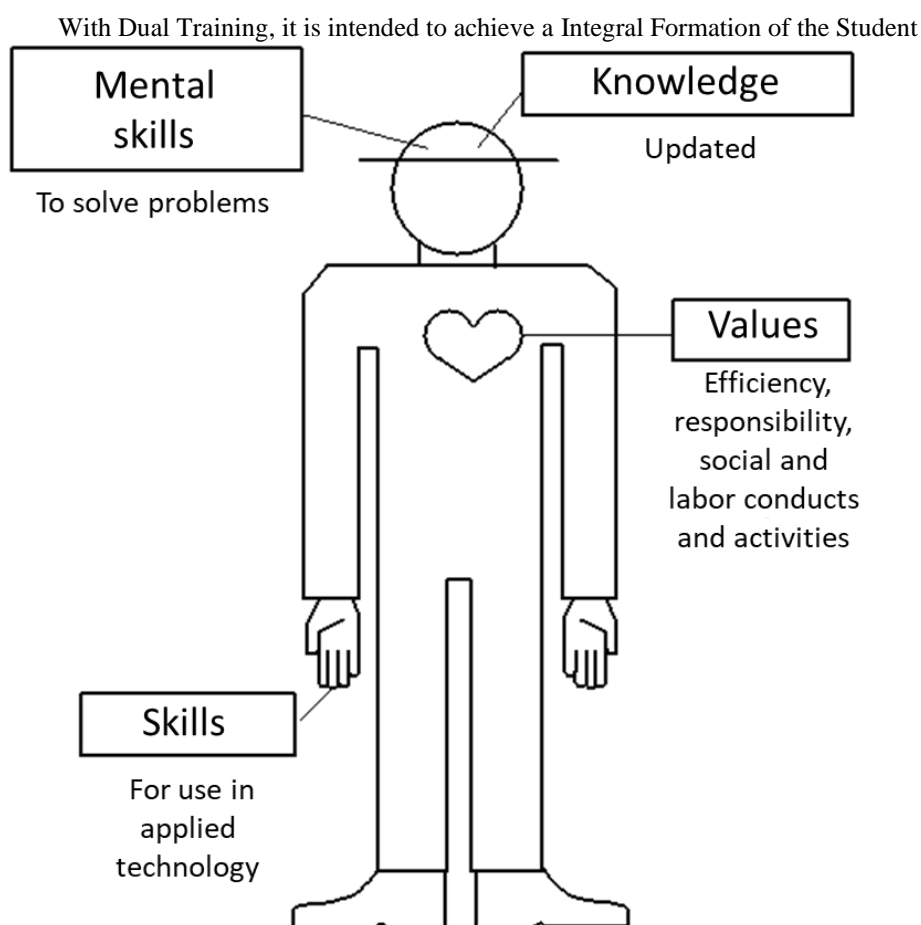 With Dual Training, it is intended to achieve a Integral Formation of the Student
Mental
skills
To solve problems
Knowledge
Updated
Values
Efficiency,
responsibility,
social and
labor conducts
and activities
Skills
For use in
applied
technology